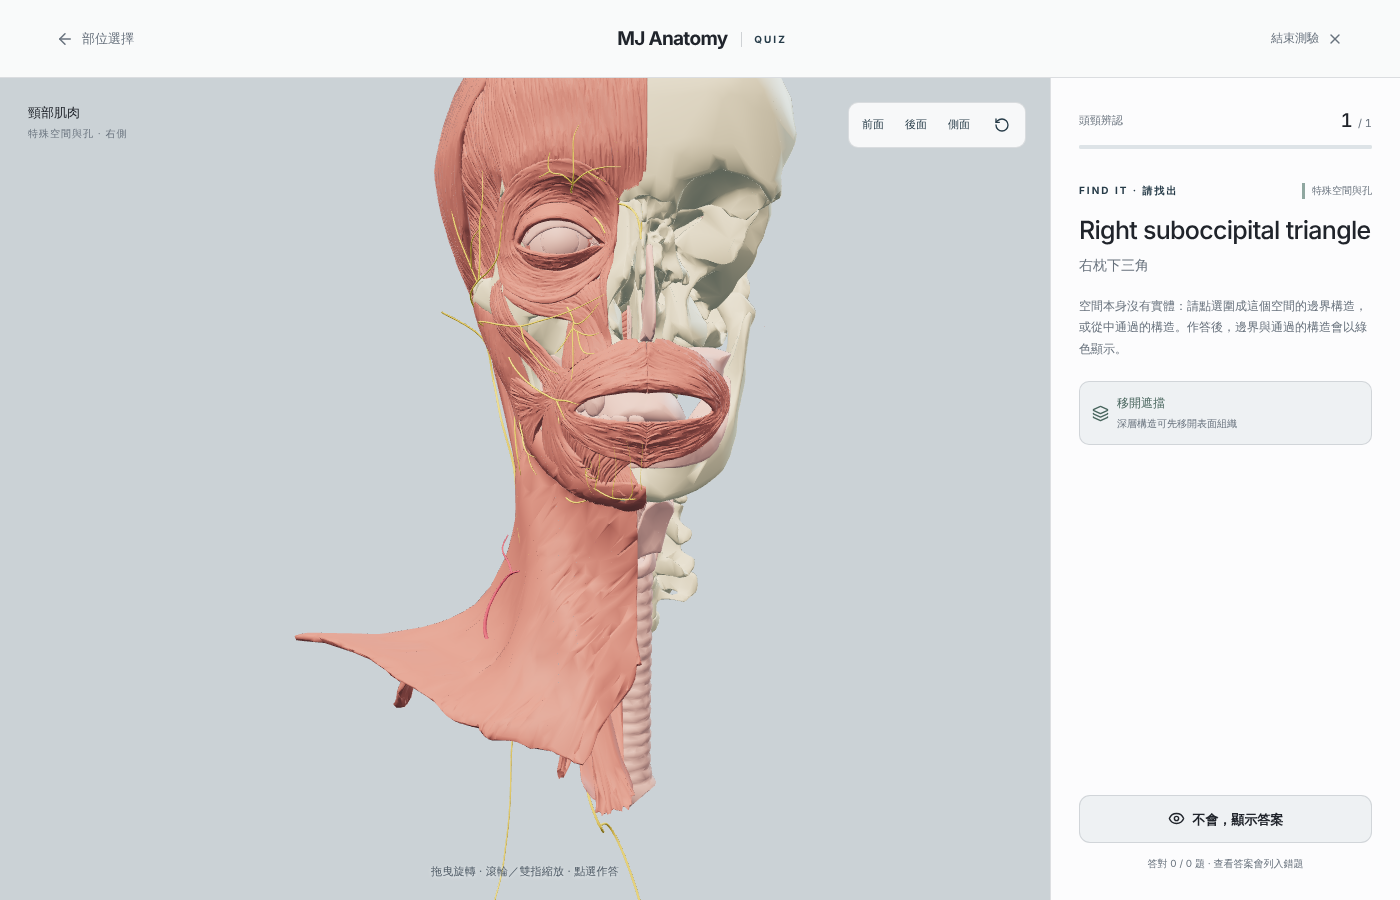 部位選擇
MJ Anatomy
QUIZ
結束測驗
頸部肌肉
特殊空間與孔 · 右側
前面 後面 側面
頭頸辨認
1 / 1
FIND IT · 請找出
特殊空間與孔
Right suboccipital triangle
右枕下三角
空間本身沒有實體：請點選圍成這個空間的邊界構造，
或從中通過的構造。作答後，邊界與通過的構造會以綠
色顯示。
移開遮擋
深層構造可先移開表面組織
不會，顯示答案
答對 0 / 0 題 · 查看答案會列入錯題
拖曳旋轉 · 滾輪／雙指縮放 · 點選作答